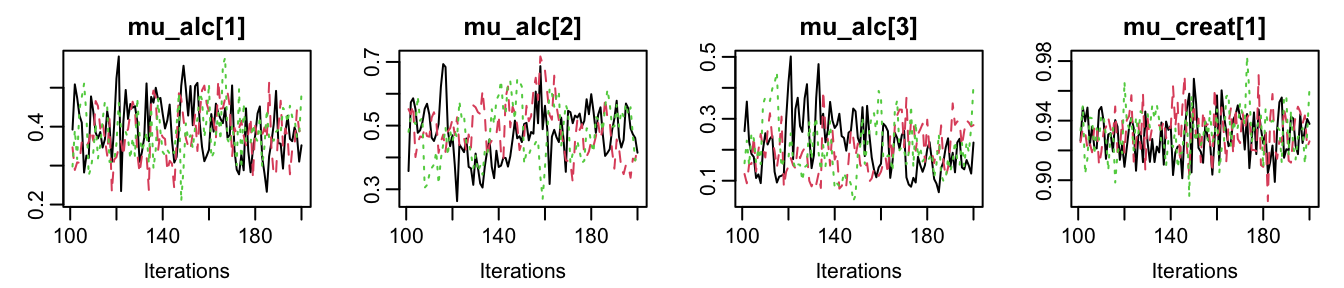 mu_alc[1]
0.2 0.4
100 140 180
Iterations
mu_alc[2]
0.3 0.5 0.7
100 140 180
Iterations
mu_alc[3]
0.1 0.3 0.5
100 140 180
Iterations
mu_creat[1]
0.90 0.94 0.98
100 140 180
Iterations